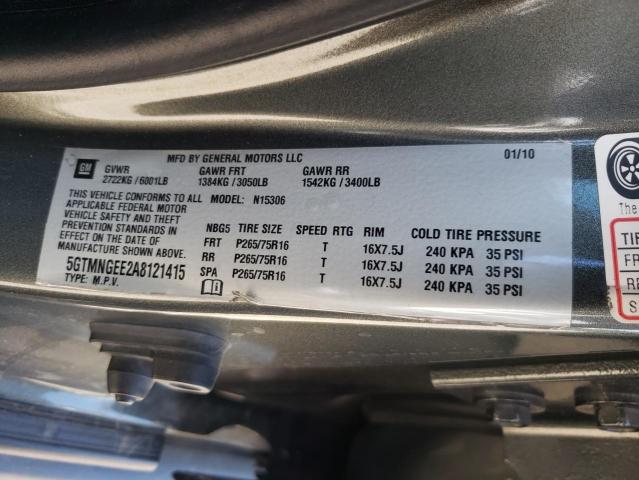 GM
MFD BY GENERAL MOTORS LLC 01/10
GVWR GAWR FRT GAWR RR
2722KG / 6001LB 1384KG / 3050LB 1542KG / 3400LB
THIS VEHICLE CONFORMS TO ALL MODEL: N15306
APPLICABLE FEDERAL MOTOR
VEHICLE SAFETY AND THEFT
PREVENTION STANDARDS IN
EFFECT ON THE DATE OF
MANUFACTURE SHOWN ABOVE.
5GTMNGEE2A8121415
TYPE: M.P.V.
NBG5 TIRE SIZE SPEED RTG RIM COLD TIRE PRESSURE
FRT P265/75R16 T 16X7.5J 240 KPA 35 PSI
RR P265/75R16 T 16X7.5J 240 KPA 35 PSI
SPA P265/75R16 T 16X7.5J 240 KPA 35 PSI
The
TIR
FR
RE
S